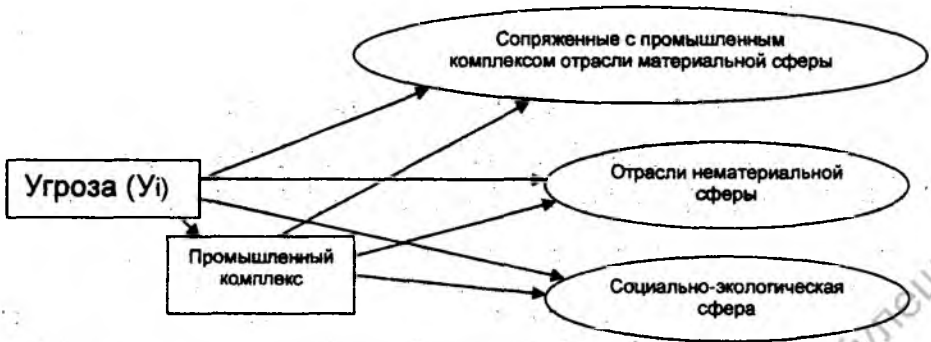 Сопряженные с промышленным
комплексом отрасли материальной сферы
Угроза (Уi)
Отрасли нематериальной
сферы
Промышленный
комплекс
Социально-экологическая
сфера